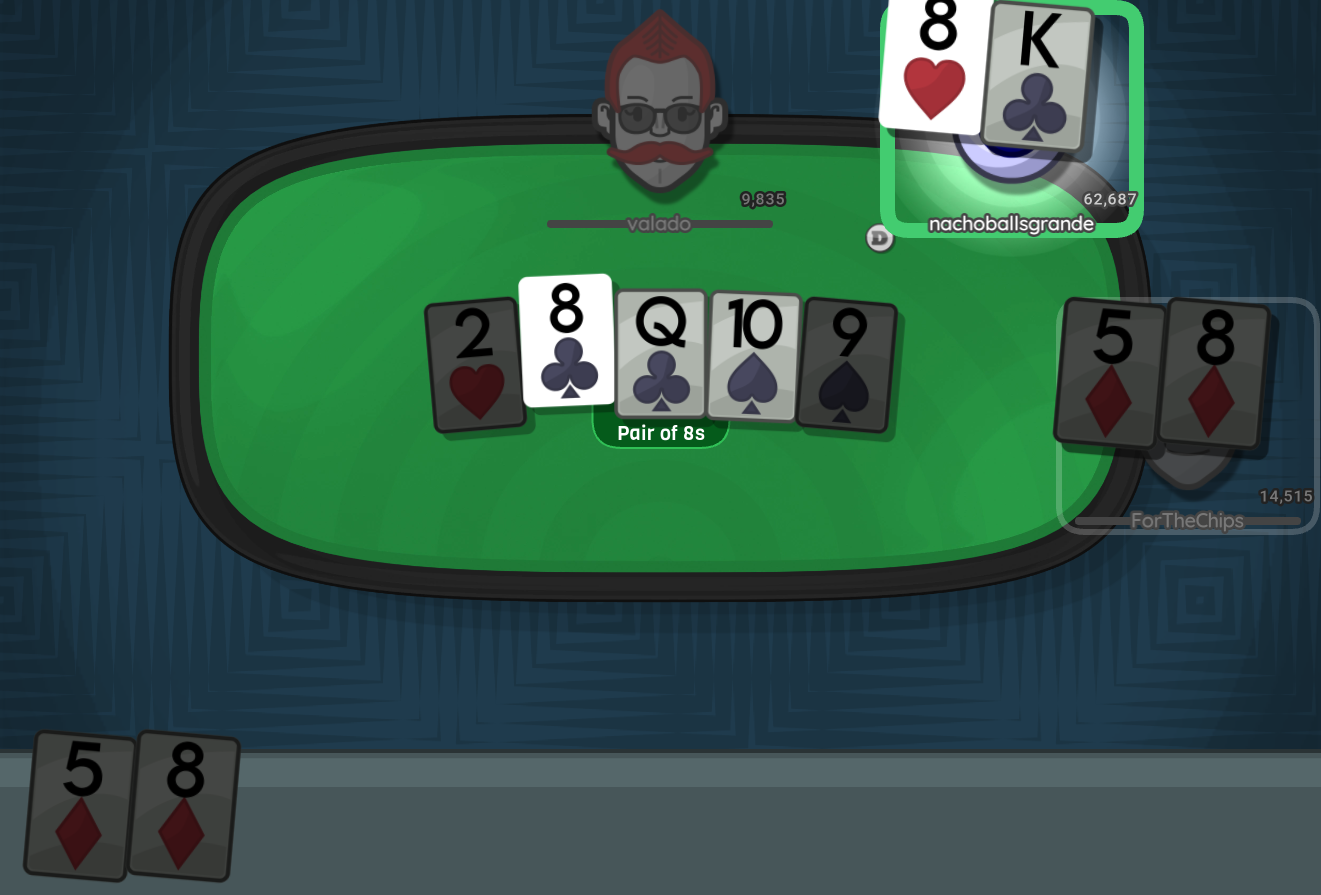 8 K
9,835
62,687
valado
nachoballsgrande
D
2 8 Q 10 9
5 8
Pair of 8s
14,515
ForTheChips
5 8